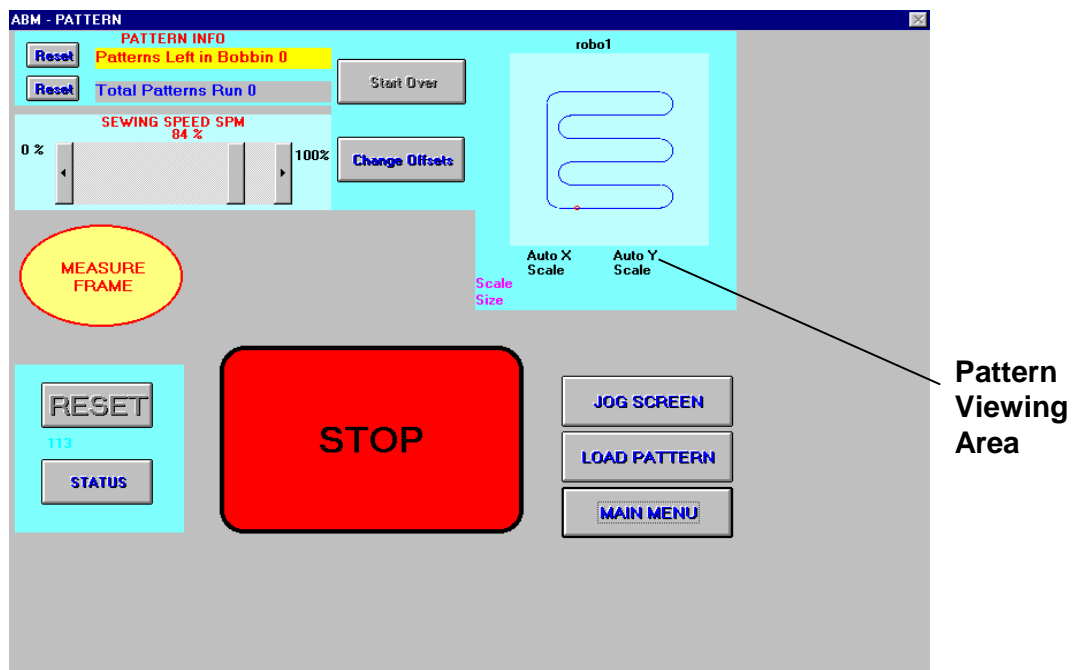 ABM - PATTERN
PATTERN INFO
Reset
Patterns Left in Bobbin 0
Reset
Total Patterns Run 0
Start Over
SEWING SPEED SPM
84 %
0 %
100%
Change Offsets
robo1
Auto X
Scale
Auto Y
Scale
Scale
Size
MEASURE
FRAME
RESET
113
STATUS
STOP
JOG SCREEN
LOAD PATTERN
MAIN MENU
Pattern
Viewing
Area